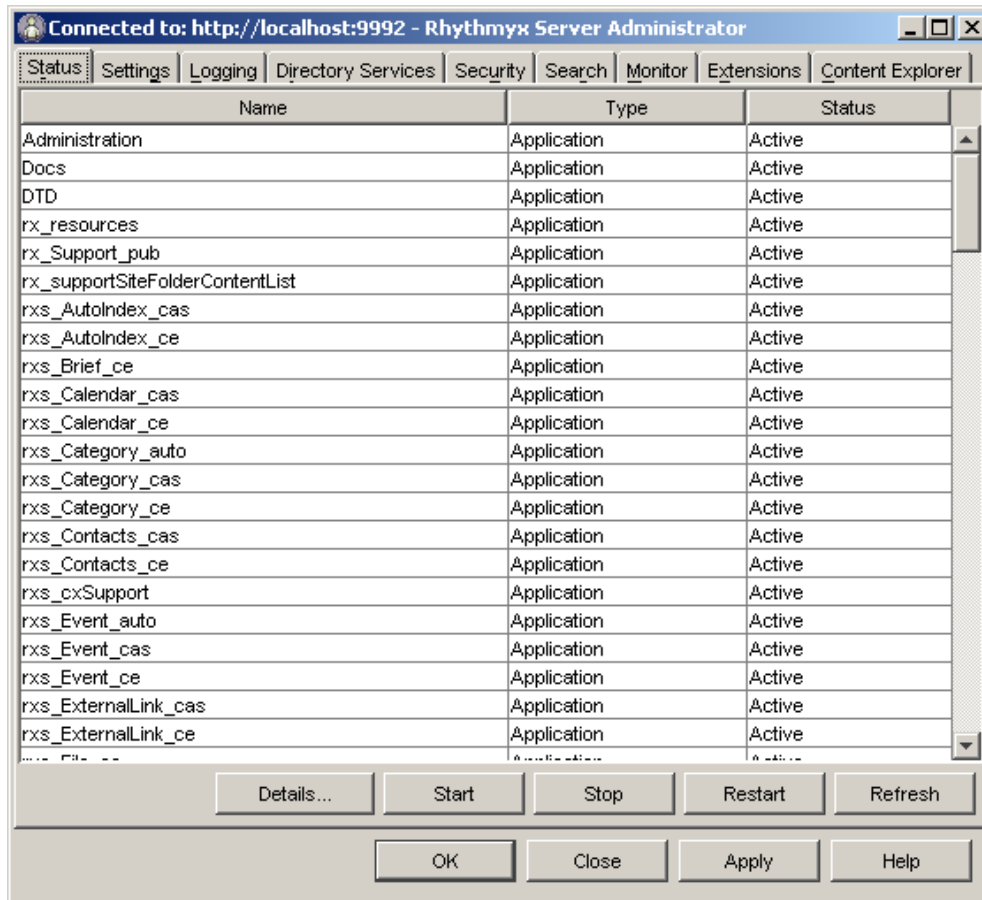 Connected to: http://localhost:9992 - Rhythmyx Server Administrator
Status Settings Logging Directory Services Security Search Monitor Extensions Content Explorer
Name Type Status
Administration Application Active
Docs Application Active
DTD Application Active
rx_resources Application Active
rx_Support_pub Application Active
rx_supportSiteFolderContentList Application Active
rxs_AutoIndex_cas Application Active
rxs_AutoIndex_ce Application Active
rxs_Brief_ce Application Active
rxs_Calendar_cas Application Active
rxs_Calendar_ce Application Active
rxs_Category_auto Application Active
rxs_Category_cas Application Active
rxs_Category_ce Application Active
rxs_Contacts_cas Application Active
rxs_Contacts_ce Application Active
rxs_cxSupport Application Active
rxs_Event_auto Application Active
rxs_Event_cas Application Active
rxs_Event_ce Application Active
rxs_ExternalLink_cas Application Active
rxs_ExternalLink_ce Application Active
Details... Start Stop Restart Refresh
OK Close Apply Help